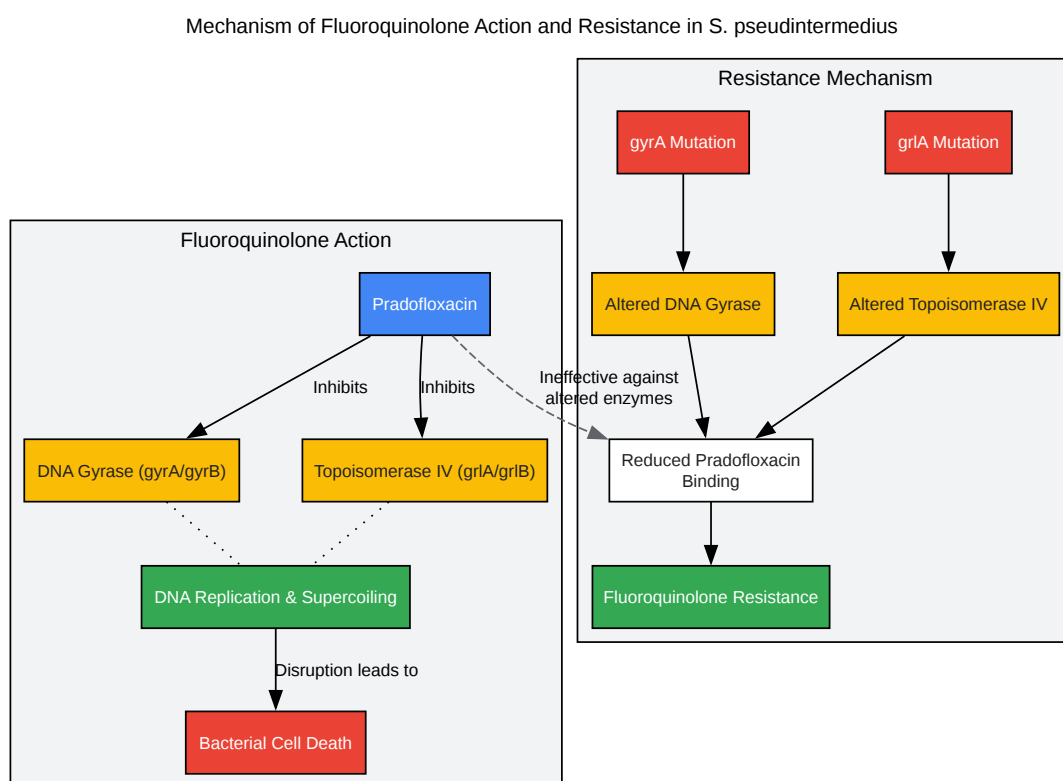 Mechanism of Fluoroquinolone Action and Resistance in S. pseudintermedius
Resistance Mechanism
gyrA Mutation
grlA Mutation
Altered DNA Gyrase
Altered Topoisomerase IV
Reduced Pradofloxacin
Binding
Fluoroquinolone Resistance
Fluoroquinolone Action
Pradofloxacin
Inhibits
Inhibits
Ineffective against
altered enzymes
DNA Gyrase (gyrA/gyrB)
Topoisomerase IV (grlA/grlB)
DNA Replication & Supercoiling
Disruption leads to
Bacterial Cell Death